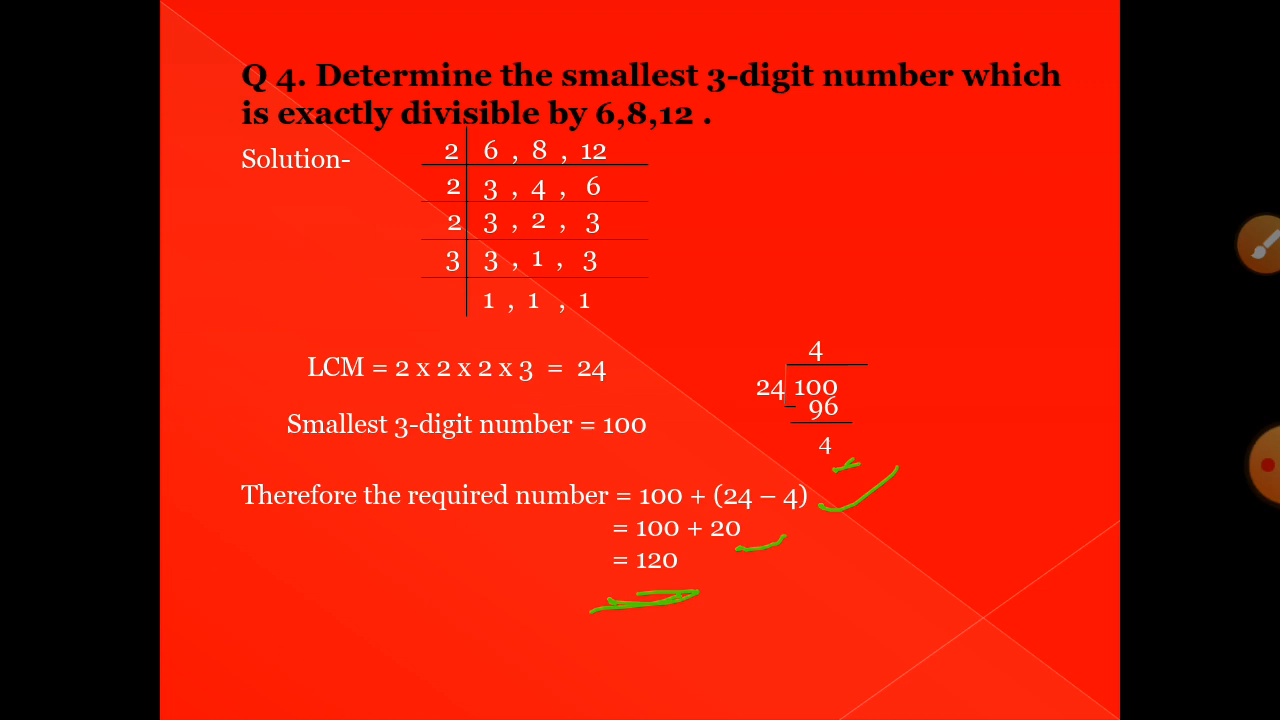 Q 4. Determine the smallest 3-digit number which
is exactly divisible by 6,8,12 .
Solution-
2 6 , 8 , 12
2 3 , 4 , 6
2 3 , 2 , 3
3 3 , 1 , 3
1 , 1 , 1
LCM = 2 x 2 x 2 x 3 = 24
Smallest 3-digit number = 100
4
24 100
96
4
Therefore the required number = 100 + (24 – 4)
= 100 + 20
= 120